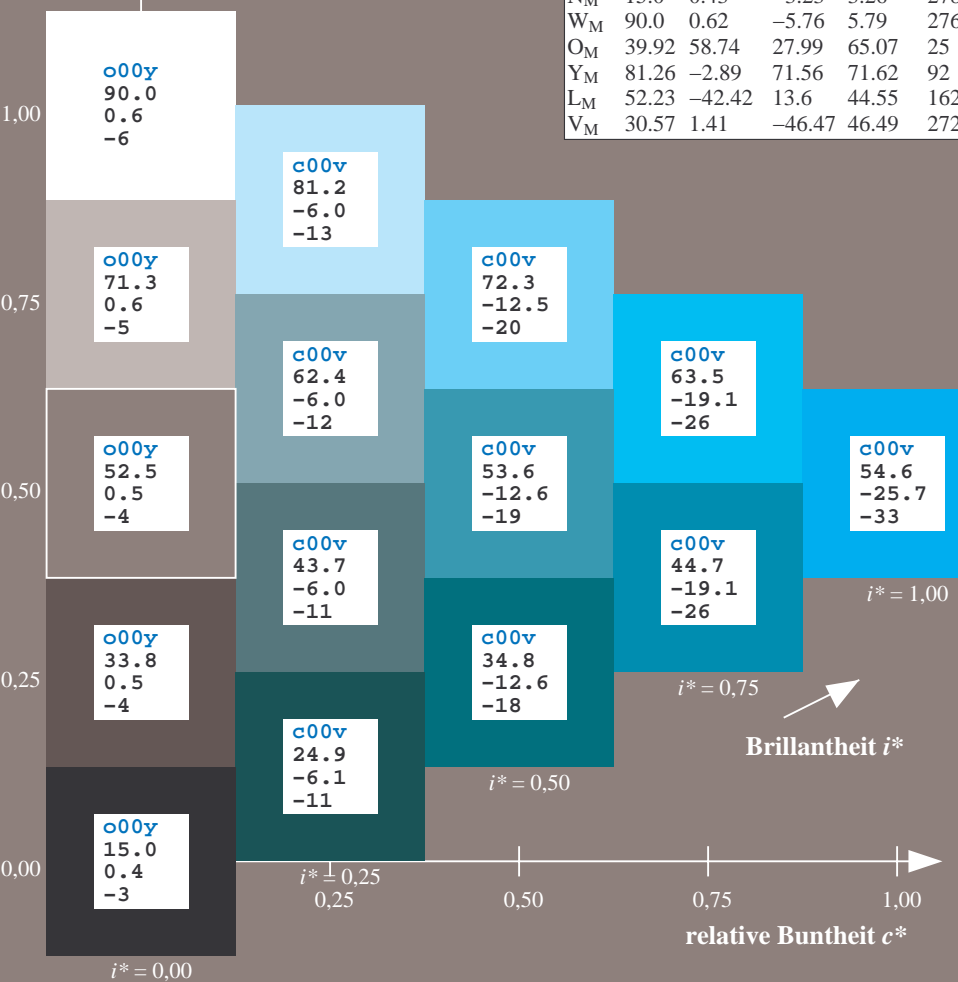 W_M 90.0 0.62 −5.76 5.79 276
O_M 39.92 58.74 27.99 65.07 25
Y_M 81.26 −2.89 71.56 71.62 92
L_M 52.23 −42.42 13.6 44.55 162
V_M 30.57 1.41 −46.47 46.49 272
1,00
0,75
0,50
0,25
0,00
o00y
90.0
0.6
−6
o00y
71.3
0.6
−5
o00y
52.5
0.5
−4
o00y
33.8
0.5
−4
o00y
15.0
0.4
−3
i* = 0,00
c00v
81.2
−6.0
−13
c00v
62.4
−6.0
−12
c00v
43.7
−6.0
−11
c00v
24.9
−6.1
−11
i* = 0,25
c00v
72.3
−12.5
−20
c00v
53.6
−12.6
−19
c00v
34.8
−12.6
−18
i* = 0,50
c00v
63.5
−19.1
−26
c00v
44.7
−19.1
−26
i* = 0,75
c00v
54.6
−25.7
−33
i* = 1,00
Brillantheit i*
0,25 0,50 0,75 1,00
relative Buntheit c*